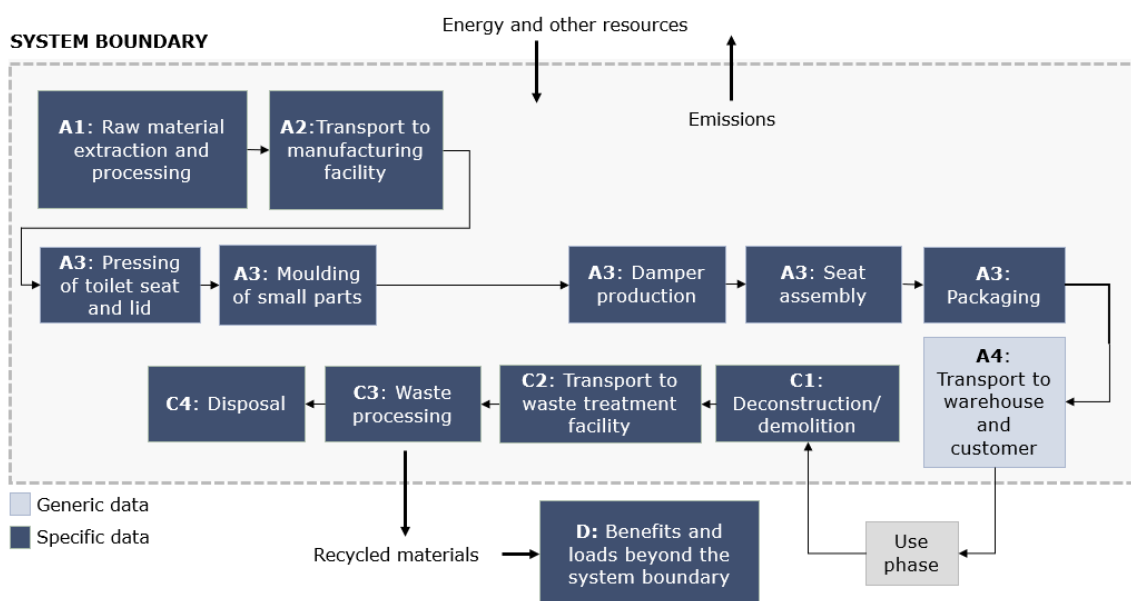 Energy and other resources
SYSTEM BOUNDARY
Emissions
A1: Raw material
extraction and
processing
A2:Transport to
manufacturing
facility
A3: Pressing
of toilet seat
and lid
A3: Moulding
of small parts
A3: Damper
production
A3: Seat
assembly
A3:
Packaging
A4:
Transport to
warehouse
and
customer
C1:
Deconstruction/
demolition
C2: Transport to
waste treatment
facility
C3: Waste
processing
C4: Disposal
Generic data
Specific data
Recycled materials
D: Benefits and
loads beyond the
system boundary
Use
phase